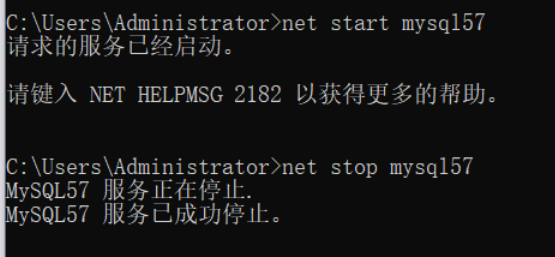 C:\Users\Administrator>net start mysql57
请求的服务已经启动。
请键入 NET HELPMSG 2182 以获得更多的帮助。
C:\Users\Administrator>net stop mysql57
MySQL57 服务正在停止.
MySQL57 服务已成功停止。